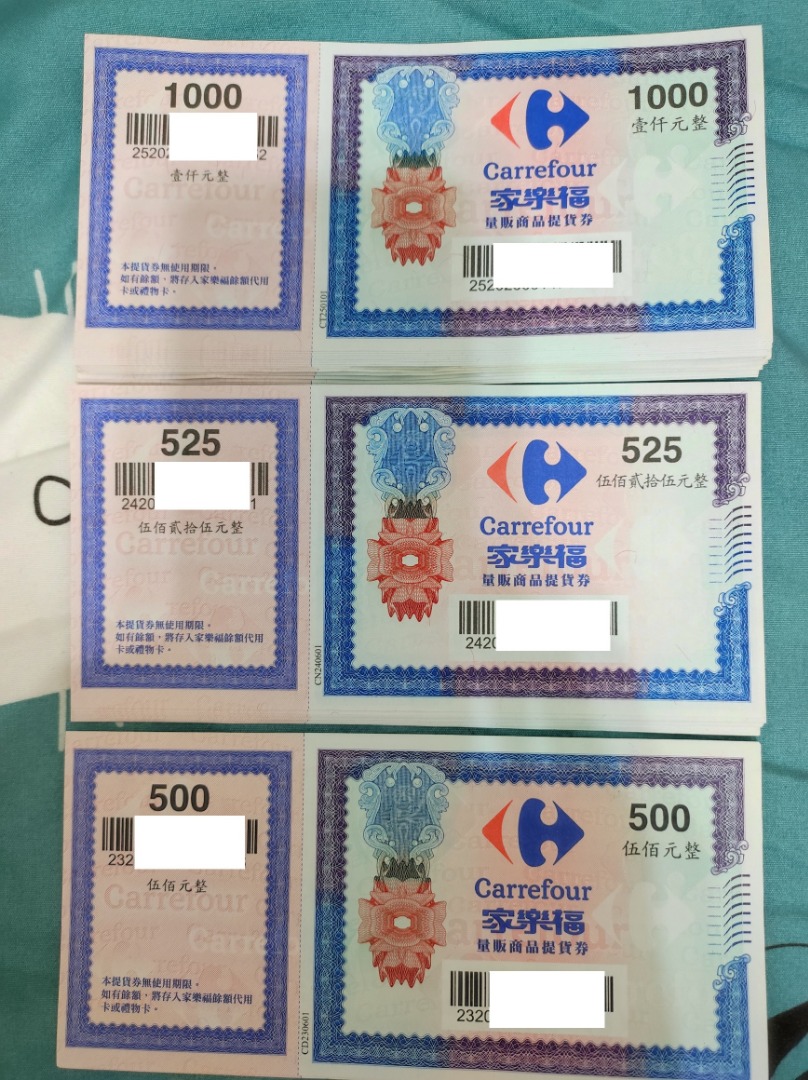 1000
壹仟元整
本提貨券無使用期限。
如有餘額，將存入家樂福餘額代用
卡或禮物卡。
CT250101
1000
壹仟元整
Carrefour
家樂福
量販商品提貨券
525
2420
伍佰貳拾伍元整
本提貨券無使用期限。
如有餘額，將存入家樂福餘額代用
卡或禮物卡。
CN240601
525
伍佰貳拾伍元整
Carrefour
家樂福
量販商品提貨券
242
500
232
伍佰元整
本提貨券無使用期限。
如有餘額，將存入家樂福餘額代用
卡或禮物卡。
CD230601
500
伍佰元整
Carrefour
家樂福
量販商品提貨券
2320